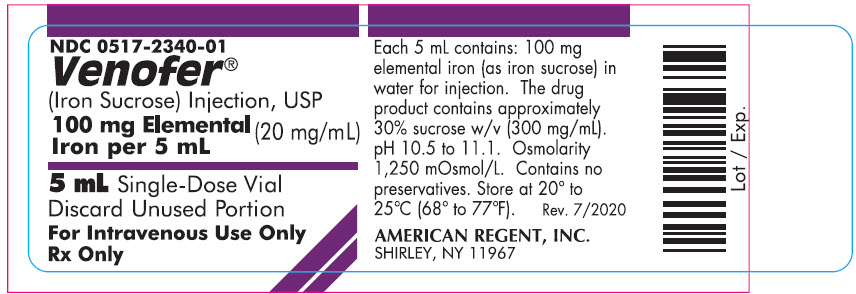 NDC 0517-2340-01
Venofer®
(Iron Sucrose) Injection, USP
100 mg Elemental (20 mg/mL)
Iron per 5 mL
5 mL Single-Dose Vial
Discard Unused Portion
For Intravenous Use Only
Rx Only
Each 5 mL contains: 100 mg
elemental iron (as iron sucrose) in
water for injection. The drug
product contains approximately
30% sucrose w/v (300 mg/mL).
pH 10.5 to 11.1. Osmolarity
1,250 mOsmol/L. Contains no
preservatives. Store at 20° to
25°C (68° to 77°F). Rev. 7/2020
AMERICAN REGENT, INC.
SHIRLEY, NY 11967
Lot / Exp.